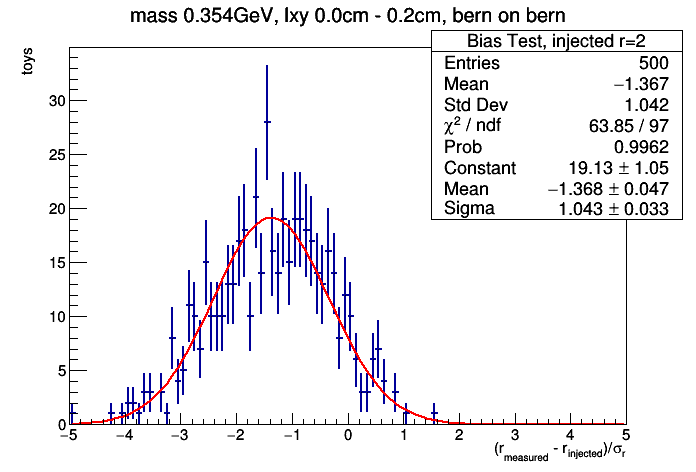 mass 0.354GeV, lxy 0.0cm - 0.2cm, bern on bern
toys
Bias Test, injected r=2
Entries 500
Mean −1.367
Std Dev 1.042
χ² / ndf 63.85 / 97
Prob 0.9962
Constant 19.13 ± 1.05
Mean −1.368 ± 0.047
Sigma 1.043 ± 0.033
30
25
20
15
10
5
0
−5 −4 −3 −2 −1 0 1 2 3 4 5
(r_measured - r_injected)/σ_r